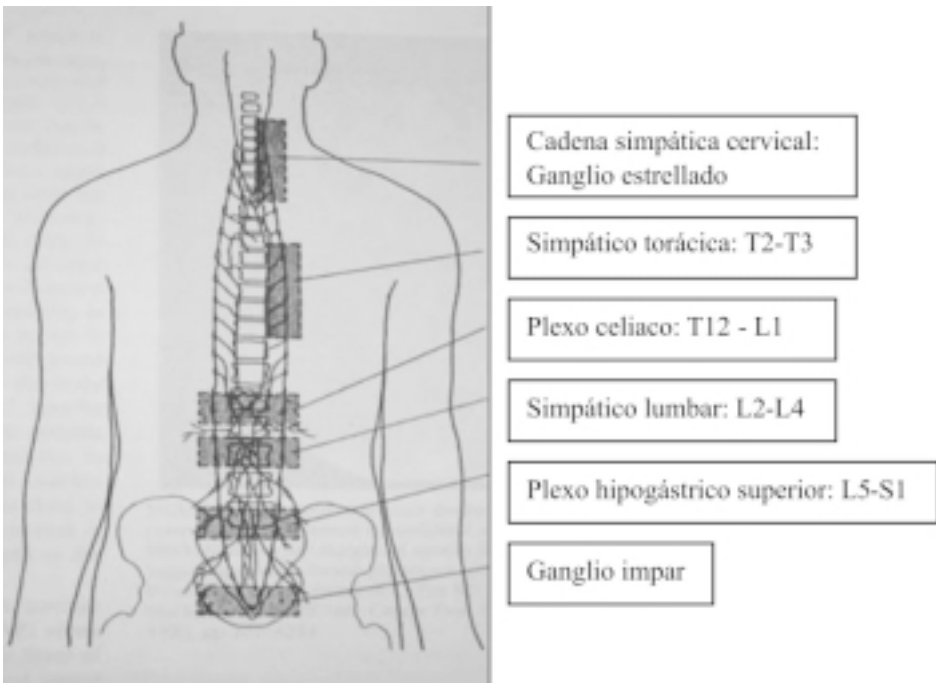 Cadena simpática cervical:
Ganglio estrellado
Simpático torácica: T2-T3
Plexo celiaco: T12 - L1
Simpático lumbar: L2-L4
Plexo hipogástrico superior: L5-S1
Ganglio impar